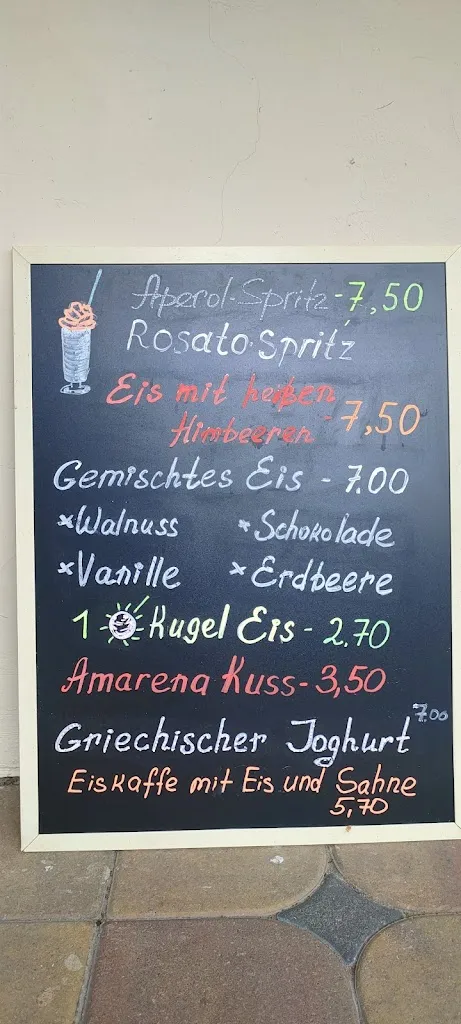 Aperol-Spritz - 7,50
Rosato Spritz
Eis mit heißen
Himbeeren - 7,50
Gemischtes Eis - 7.00
*Walnuss *Schokolade
*Vanille *Erdbeere
1 Kugel Eis - 2.70
Amarena Kuss - 3,50
Griechischer Joghurt 7.00
Eiskaffe mit Eis und Sahne
5,70